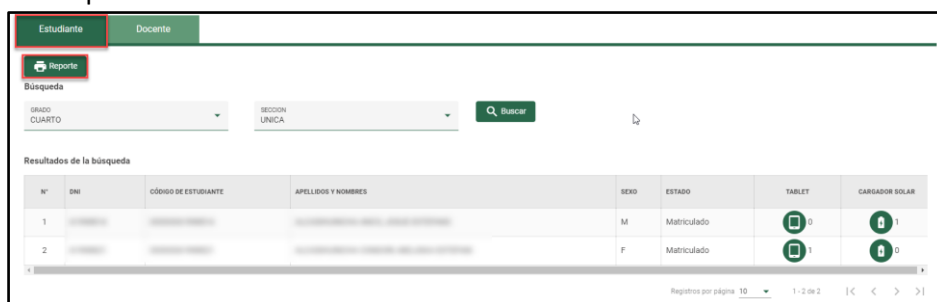 Estudiante Docente
Reporte
Búsqueda
GRADO SECCION
CUARTO UNICA Buscar
Resultados de la búsqueda
N° DNI CÓDIGO DE ESTUDIANTE APELLIDOS Y NOMBRES SEXO ESTADO TABLET CARGADOR SOLAR
1 M Matriculado 0 1
2 F Matriculado 1 0
Registros por página 10 1 - 2 de 2